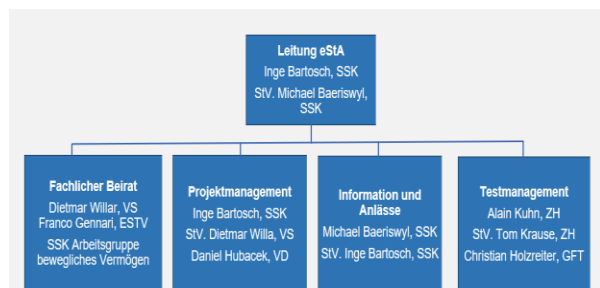 Leitung eStA
Inge Bartosch, SSK
StV. Michael Baeriswyl,
SSK
Fachlicher Beirat
Dietmar Willar, VS
Franco Gennari, ESTV
SSK Arbeitsgruppe
bewegliches Vermögen
Projektmanagement
Inge Bartosch, SSK
StV. Dietmar Willa, VS
Daniel Hubacek, VD
Information und
Anlässe
Michael Baeriswyl, SSK
StV. Inge Bartosch, SSK
Testmanagement
Alain Kuhn, ZH
StV. Tom Krause, ZH
Christian Holzreiter, GFT